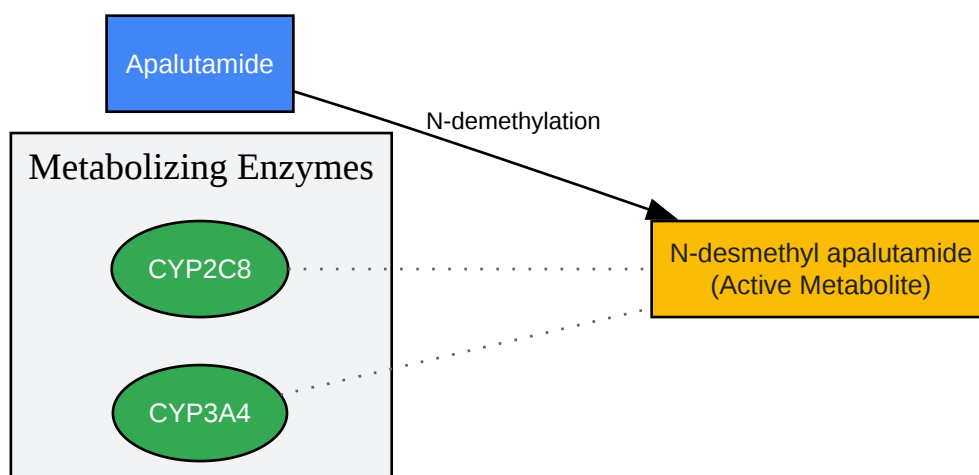 Apalutamide
N-demethylation
Metabolizing Enzymes
CYP2C8
N-desmethyl apalutamide
(Active Metabolite)
CYP3A4